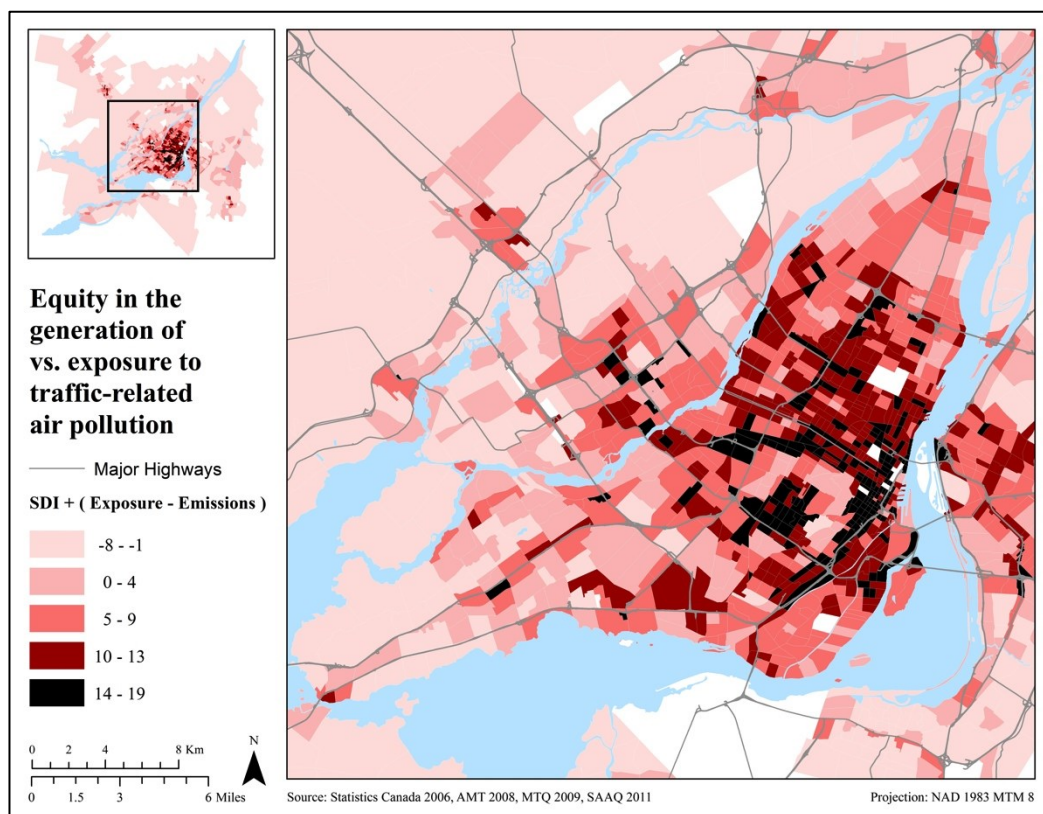 Equity in the
generation of
vs. exposure to
traffic-related
air pollution
Major Highways
SDI + ( Exposure - Emissions )
-8 - -1
0 - 4
5 - 9
10 - 13
14 - 19
0 2 4 8 Km
N
0 1.5 3 6 Miles
Source: Statistics Canada 2006, AMT 2008, MTQ 2009, SAAQ 2011
Projection: NAD 1983 MTM 8